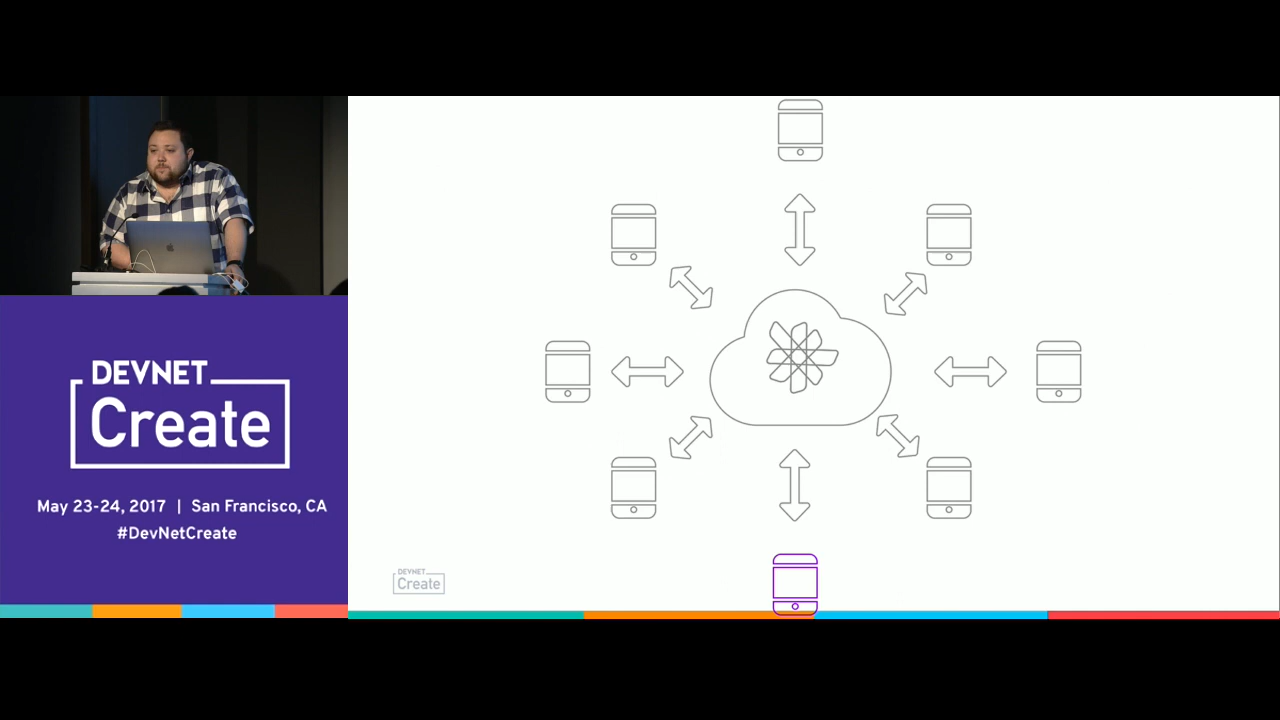 DEVNET
Create
May 23-24, 2017 | San Francisco, CA
#DevNetCreate
DEVNET
Create